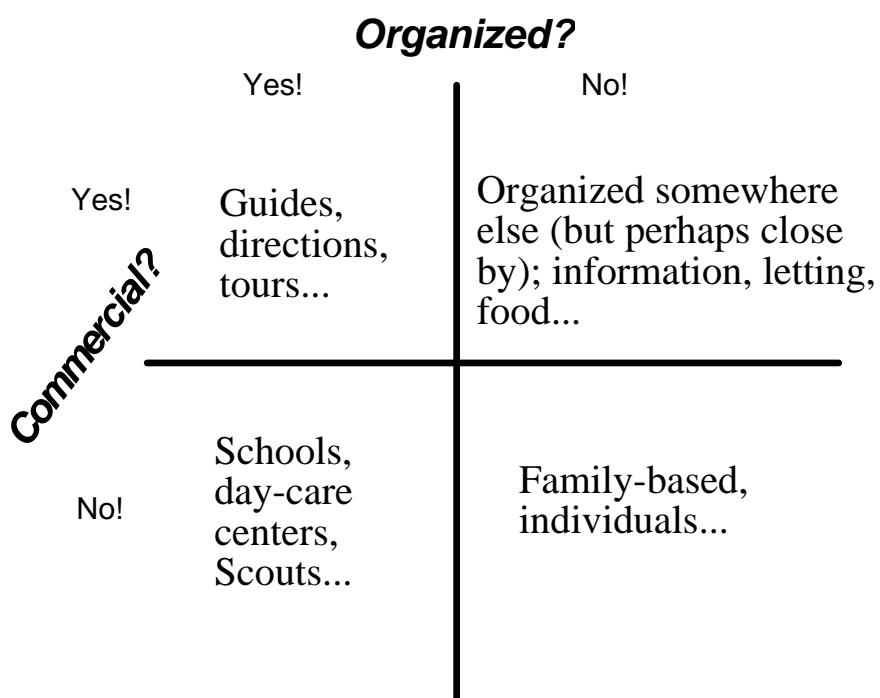 Organized?
Yes!
No!
Yes!
Guides,
directions,
tours...
Organized somewhere
else (but perhaps close
by); information, letting,
food...
Commercial?
No!
Schools,
day-care
centers,
Scouts...
Family-based,
individuals...